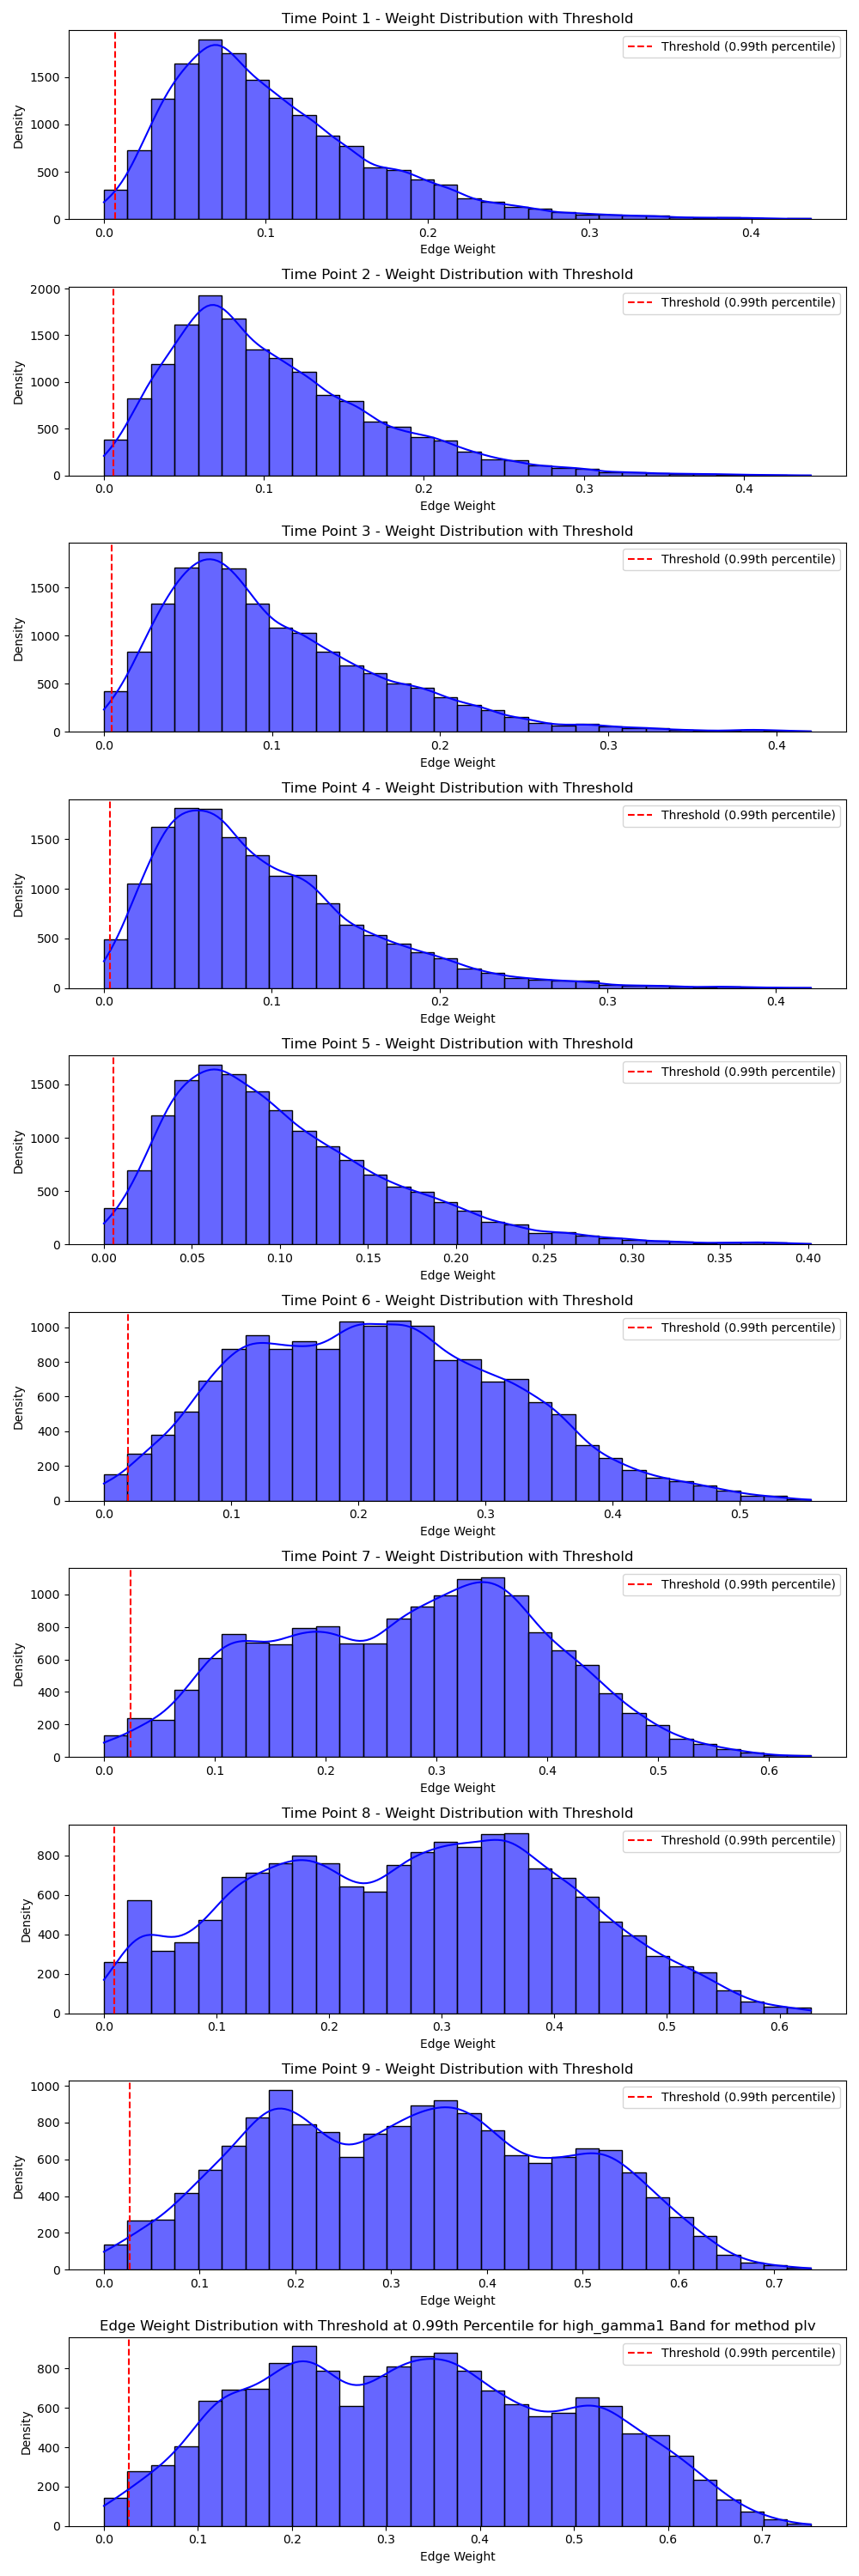 Time Point 1 - Weight Distribution with Threshold
Threshold (0.99th percentile)
Density
1500
1000
500
0
0.0 0.1 0.2 0.3 0.4
Edge Weight
Time Point 2 - Weight Distribution with Threshold
Threshold (0.99th percentile)
Density
2000
1500
1000
500
0
0.0 0.1 0.2 0.3 0.4
Edge Weight
Time Point 3 - Weight Distribution with Threshold
Threshold (0.99th percentile)
Density
1500
1000
500
0
0.0 0.1 0.2 0.3 0.4
Edge Weight
Time Point 4 - Weight Distribution with Threshold
Threshold (0.99th percentile)
Density
1500
1000
500
0
0.0 0.1 0.2 0.3 0.4
Edge Weight
Time Point 5 - Weight Distribution with Threshold
Threshold (0.99th percentile)
Density
1500
1000
500
0
0.00 0.05 0.10 0.15 0.20 0.25 0.30 0.35 0.40
Edge Weight
Time Point 6 - Weight Distribution with Threshold
Threshold (0.99th percentile)
Density
1000
800
600
400
200
0
0.0 0.1 0.2 0.3 0.4 0.5
Edge Weight
Time Point 7 - Weight Distribution with Threshold
Threshold (0.99th percentile)
Density
1000
800
600
400
200
0
0.0 0.1 0.2 0.3 0.4 0.5 0.6
Edge Weight
Time Point 8 - Weight Distribution with Threshold
Threshold (0.99th percentile)
Density
800
600
400
200
0
0.0 0.1 0.2 0.3 0.4 0.5 0.6
Edge Weight
Time Point 9 - Weight Distribution with Threshold
Threshold (0.99th percentile)
Density
1000
800
600
400
200
0
0.0 0.1 0.2 0.3 0.4 0.5 0.6 0.7
Edge Weight
Edge Weight Distribution with Threshold at 0.99th Percentile for high_gamma1 Band for method plv
Threshold (0.99th percentile)
Density
800
600
400
200
0
0.0 0.1 0.2 0.3 0.4 0.5 0.6 0.7
Edge Weight